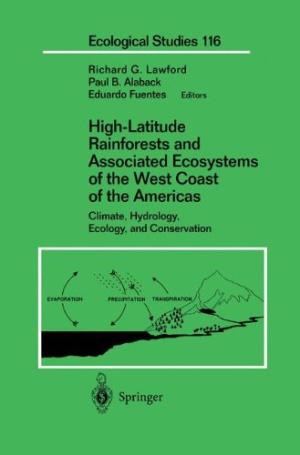 Ecological Studies 116
Richard G. Lawford
Paul B. Alaback
Eduardo Fuentes Editors
High-Latitude
Rainforests and
Associated Ecosystems
of the West Coast
of the Americas
Climate, Hydrology,
Ecology, and Conservation
EVAPORATION PRECIPITATION TRANSPIRATION
Springer